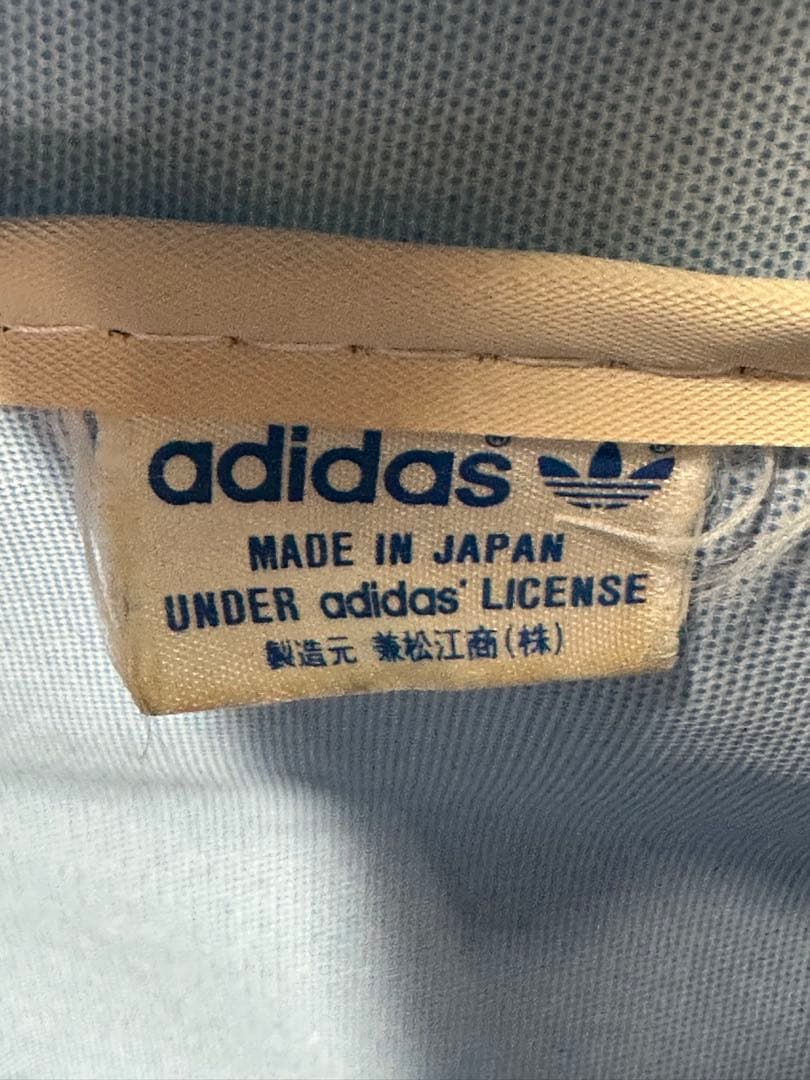 adidas®
MADE IN JAPAN
UNDER adidas® LICENSE
製造元 兼松江商(株)